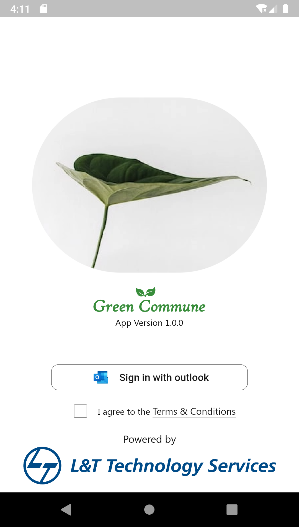 4:11
Green Commune
App Version 1.0.0
Sign in with outlook
I agree to the Terms & Conditions
Powered by
L&T Technology Services